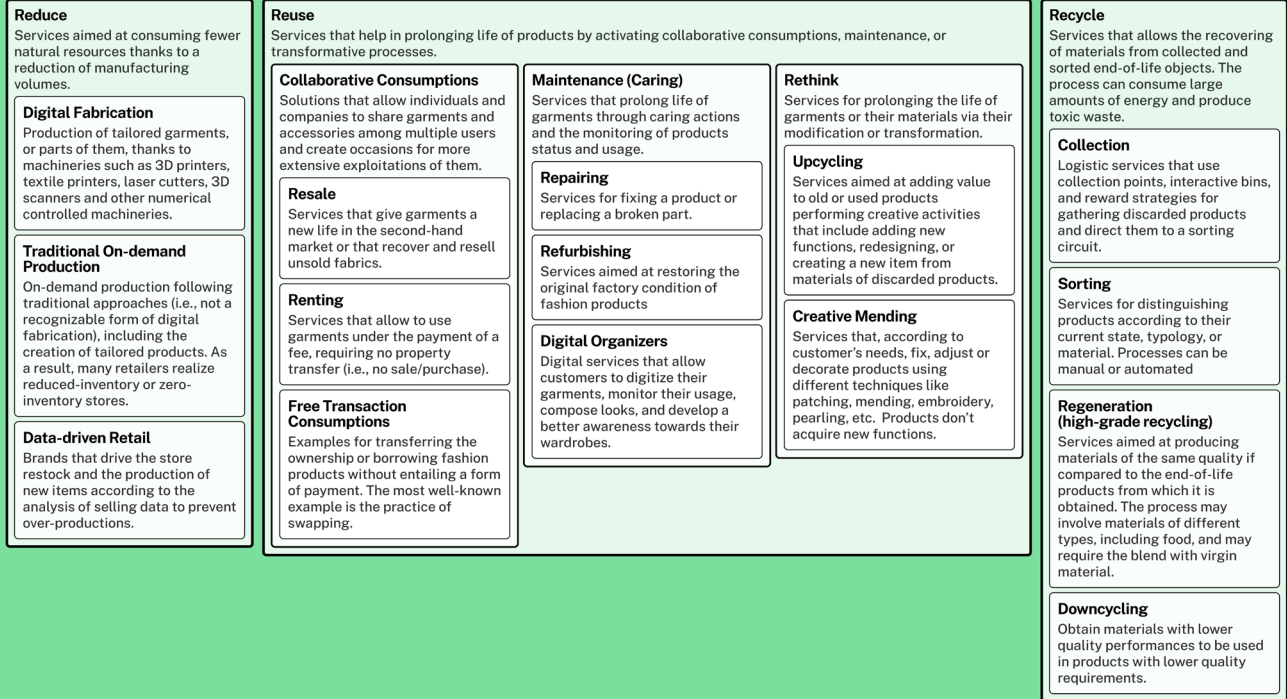 Reduce
Services aimed at consuming fewer
natural resources thanks to a
reduction of manufacturing
volumes.
Digital Fabrication
Production of tailored garments,
or parts of them, thanks to
machineries such as 3D printers,
textile printers, laser cutters, 3D
scanners and other numerical
controlled machineries.
Traditional On-demand
Production
On-demand production following
traditional approaches (i.e., not a
recognizable form of digital
fabrication), including the
creation of tailored products. As
a result, many retailers realize
reduced-inventory or zero-
inventory stores.
Data-driven Retail
Brands that drive the store
restock and the production of
new items according to the
analysis of selling data to prevent
over-productions.
Reuse
Services that help in prolonging life of products by activating collaborative consumptions, maintenance, or
transformative processes.
Collaborative Consumptions
Solutions that allow individuals and
companies to share garments and
accessories among multiple users
and create occasions for more
extensive exploitations of them.
Resale
Services that give garments a
new life in the second-hand
market or that recover and resell
unsold fabrics.
Renting
Services that allow to use
garments under the payment of a
fee, requiring no property
transfer (i.e., no sale/purchase).
Free Transaction
Consumptions
Examples for transferring the
ownership or borrowing fashion
products without entailing a form
of payment. The most well-known
example is the practice of
swapping.
Maintenance (Caring)
Services that prolong life of
garments through caring actions
and the monitoring of products
status and usage.
Repairing
Services for fixing a product or
replacing a broken part.
Refurbishing
Services aimed at restoring the
original factory condition of
fashion products
Digital Organizers
Digital services that allow
customers to digitize their
garments, monitor their usage,
compose looks, and develop a
better awareness towards their
wardrobes.
Rethink
Services for prolonging the life of
garments or their materials via their
modification or transformation.
Upcycling
Services aimed at adding value
to old or used products
performing creative activities
that include adding new
functions, redesigning, or
creating a new item from
materials of discarded products.
Creative Mending
Services that, according to
customer's needs, fix, adjust or
decorate products using
different techniques like
patching, mending, embroidery,
pearling, etc. Products don't
acquire new functions.
Recycle
Services that allows the recovering
of materials from collected and
sorted end-of-life objects. The
process can consume large
amounts of energy and produce
toxic waste.
Collection
Logistic services that use
collection points, interactive bins,
and reward strategies for
gathering discarded products
and direct them to a sorting
circuit.
Sorting
Services for distinguishing
products according to their
current state, typology, or
material. Processes can be
manual or automated
Regeneration
(high-grade recycling)
Services aimed at producing
materials of the same quality if
compared to the end-of-life
products from which it is
obtained. The process may
involve materials of different
types, including food, and may
require the blend with virgin
material.
Downcycling
Obtain materials with lower
quality performances to be used
in products with lower quality
requirements.